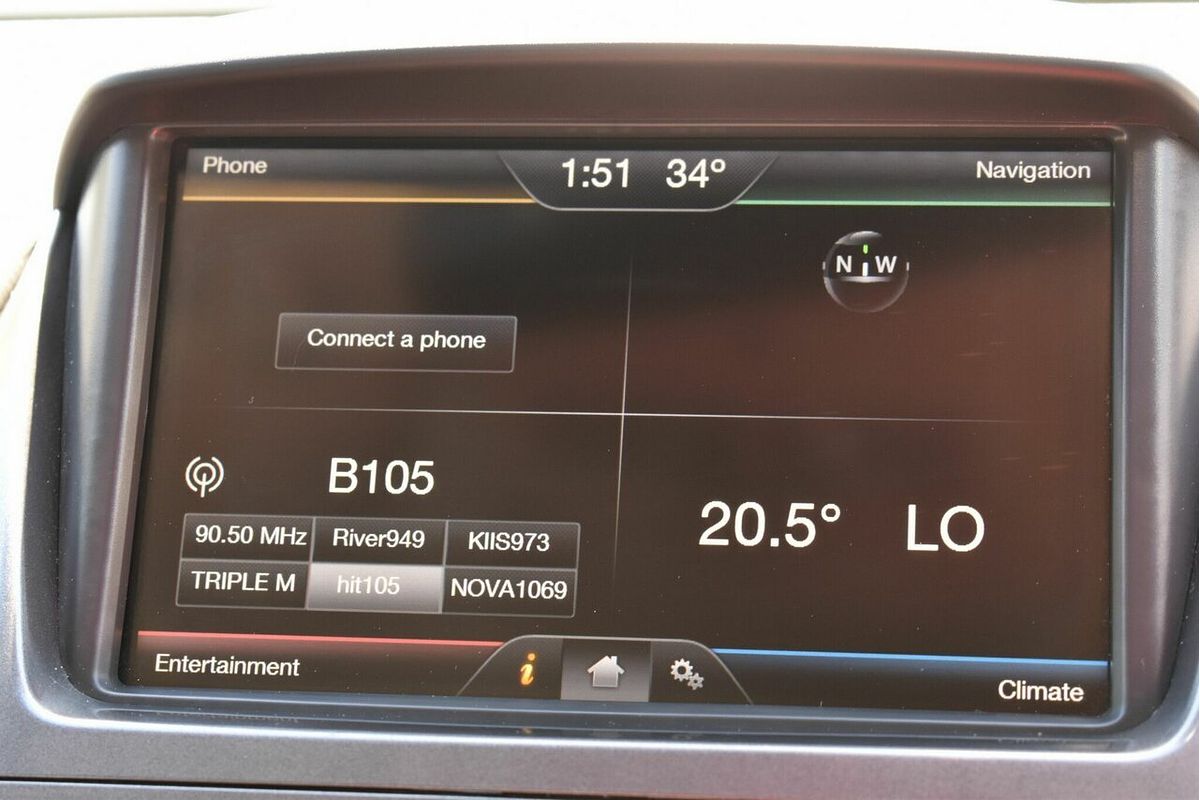 Phone
1:51 34°
Navigation
N W
Connect a phone
B105
90.50 MHz River949 KIIS973
TRIPLE M hit105 NOVA1069
20.5° LO
Entertainment
i
Climate